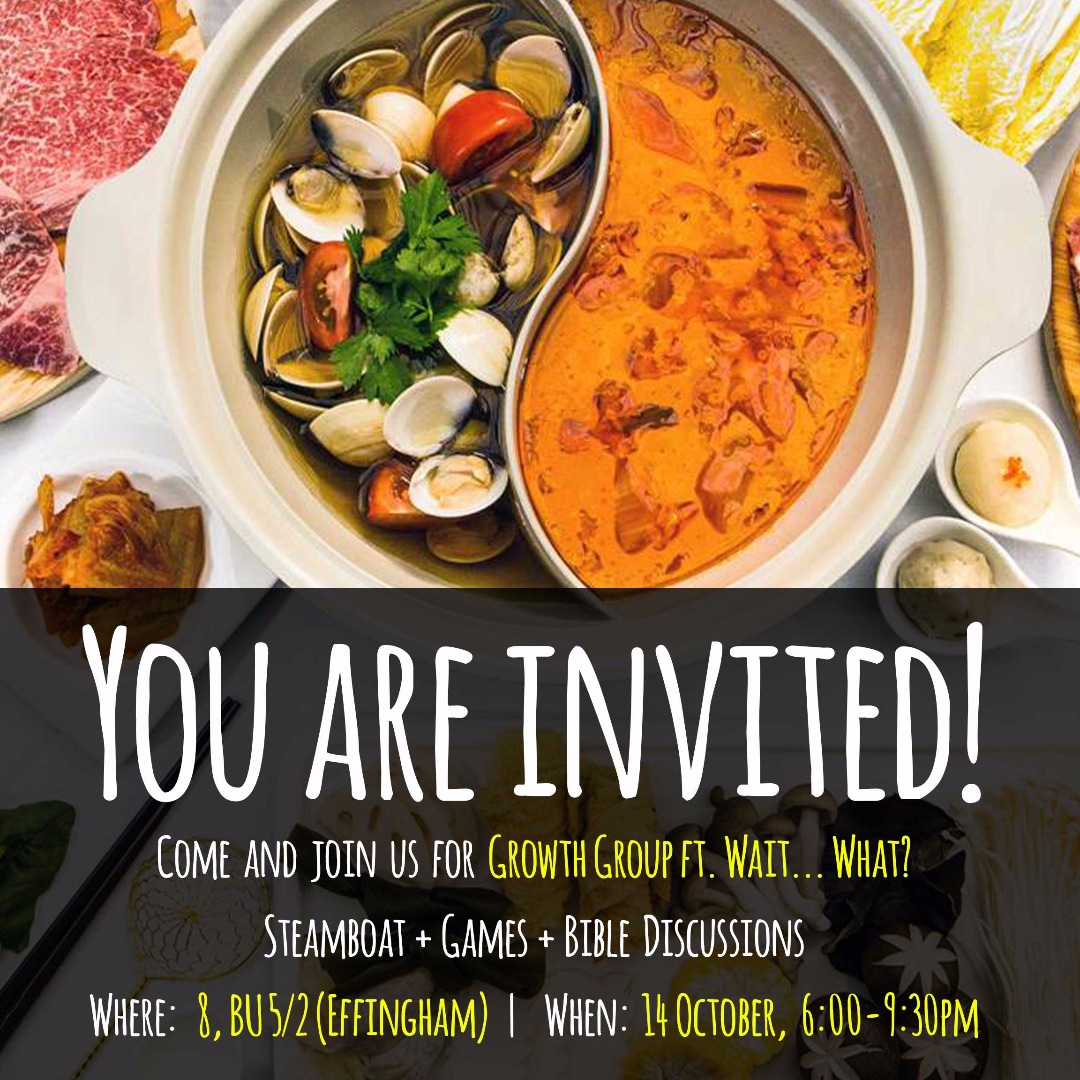 You are invited!
Come and join us for Growth Group ft. Wait... What?
Steamboat + Games + Bible Discussions
Where: 8, BU 5/2 (Effingham) | When: 14 October, 6:00-9:30pm